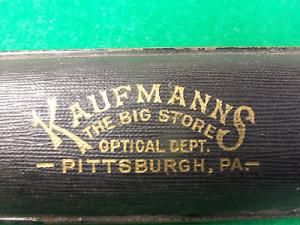 KAUFMANNS
THE BIG STORE
OPTICAL DEPT.
— PITTSBURGH, PA. —